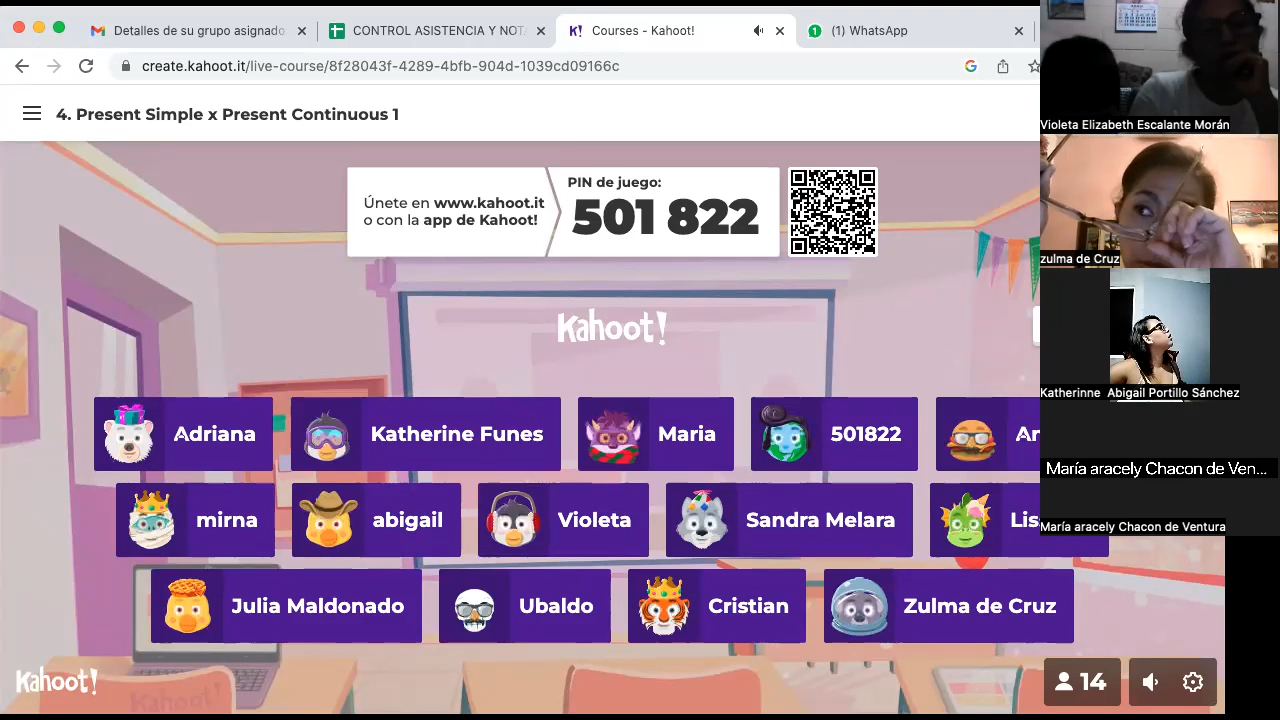 Detalles de su grupo asignado
CONTROL ASISTENCIA Y NOTA
K! Courses - Kahoot!
(1) WhatsApp
create.kahoot.it/live-course/8f28043f-4289-4bfb-904d-1039cd09166c
4. Present Simple x Present Continuous 1
Únete en www.kahoot.it
o con la app de Kahoot!
PIN de juego:
501 822
Kahoot!
Adriana
Katherine Funes
Maria
501822
mirna
abigail
Violeta
Sandra Melara
Julia Maldonado
Ubaldo
Cristian
Zulma de Cruz
Kahoot!
14
Violeta Elizabeth Escalante Morán
zulma de Cruz
Katherinne Abigail Portillo Sánchez
María aracely Chacon de Ven...
María aracely Chacon de Ventura